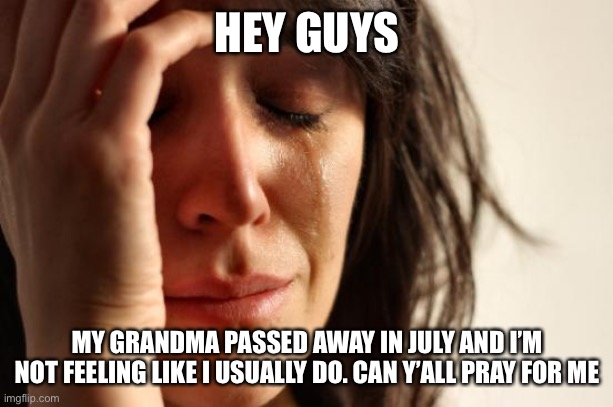 HEY GUYS
MY GRANDMA PASSED AWAY IN JULY AND I'M
NOT FEELING LIKE I USUALLY DO. CAN Y'ALL PRAY FOR ME
imgflip.com